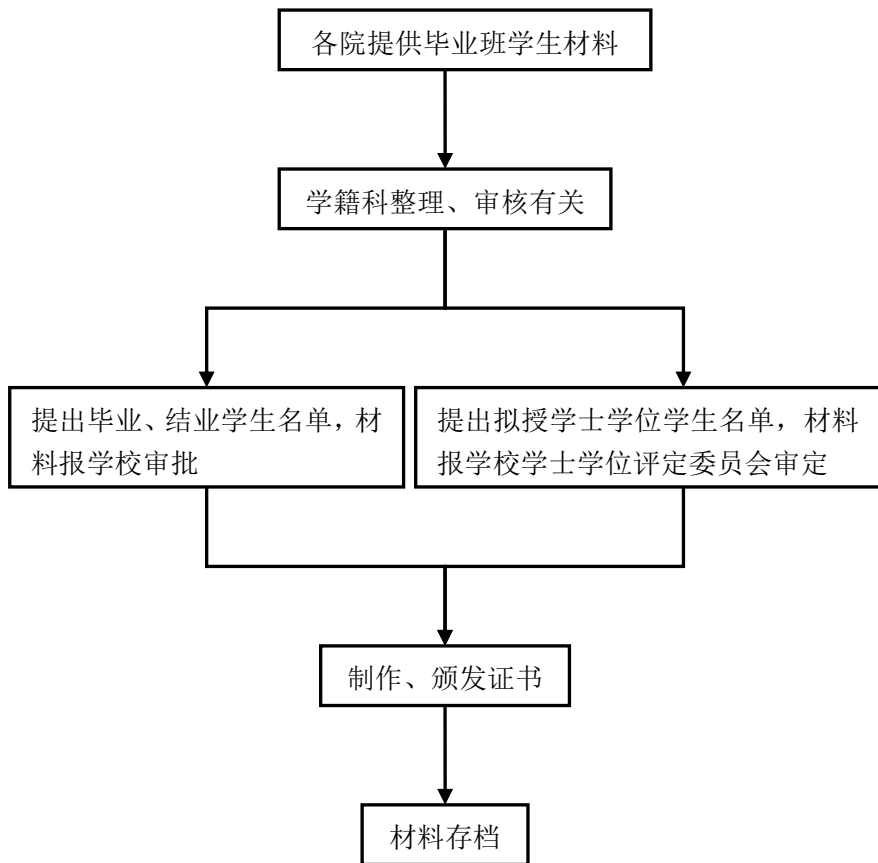 各院提供毕业班学生材料
学籍科整理、审核有关
提出毕业、结业学生名单，材
料报学校审批
提出拟授学士学位学生名单，材料
报学校学士学位评定委员会审定
制作、颁发证书
材料存档